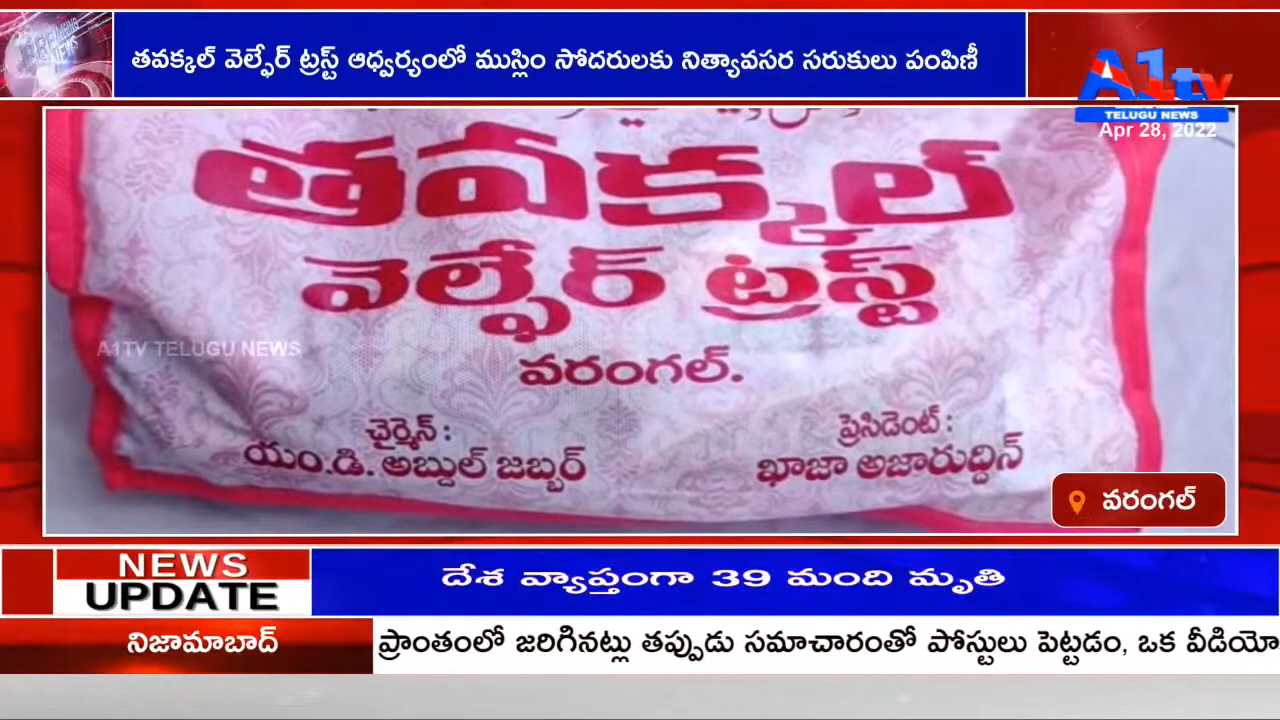 తవక్కల్ వెల్ఫేర్ ట్రస్ట్ ఆధ్వర్యంలో ముస్లిం సోదరులకు నిత్యావసర సరుకులు పంపిణీ
A1tv
TELUGU NEWS
Apr 28, 2022
తవక్కల్
వెల్ఫేర్ ట్రస్ట్
A1TV TELUGU NEWS
వరంగల్.
చైర్మెన్ :
యం.డి. అబ్దుల్ జబ్బర్
ప్రెసిడెంట్ :
ఖాజా అజారుద్దిన్
వరంగల్
NEWS
UPDATE
దేశ వ్యాప్తంగా 39 మంది మృతి
నిజామాబాద్
ప్రాంతంలో జరిగినట్లు తప్పుడు సమాచారంతో పోస్టులు పెట్టడం, ఒక వీడియో